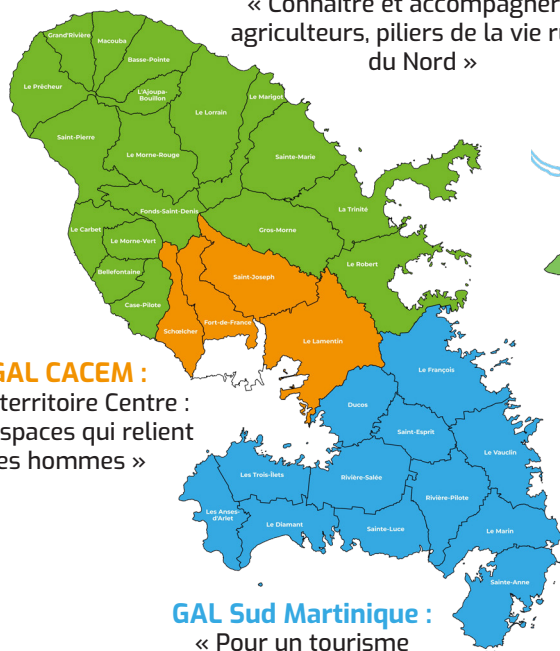 « Connaître et accompagner
agriculteurs, piliers de la vie
du Nord »
Grand'Rivière
Macouba
Basse-Pointe
Le Prêcheur
L'Ajoupa-
Bouillon
Le Lorrain
Le Marigot
Saint-Pierre
Le Morne-Rouge
Sainte-Marie
Fonds-Saint-Denis
La Trinité
Le Carbet
Le Morne-Vert
Gros-Morne
Bellefontaine
Saint-Joseph
Le Robert
Case-Pilote
Schœlcher
Fort-de-France
Le Lamentin
GAL CACEM :
territoire Centre :
spaces qui relient
es hommes »
Le François
Ducos
Saint-Esprit
Le Vauclin
Les Trois-Îlets
Rivière-Salée
Rivière-Pilote
Les Anses-
d'Arlet
Le Diamant
Sainte-Luce
Le Marin
Sainte-Anne
GAL Sud Martinique :
« Pour un tourisme